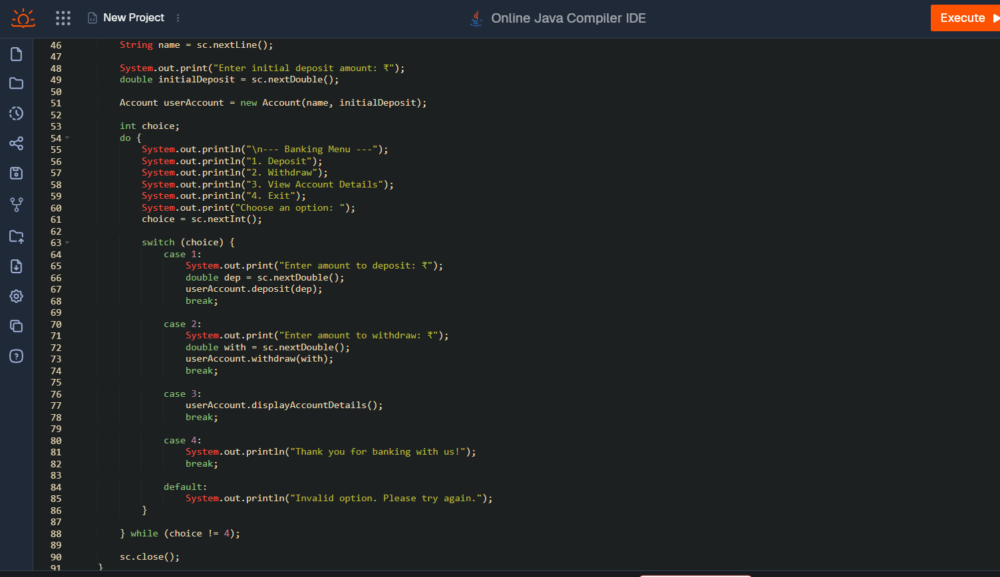 New Project
Online Java Compiler IDE
Execute
46 String name = sc.nextLine();
47
48 System.out.print("Enter initial deposit amount: ₹");
49 double initialDeposit = sc.nextDouble();
50
51 Account userAccount = new Account(name, initialDeposit);
52
53 int choice;
54 do {
55 System.out.println("\n--- Banking Menu ---");
56 System.out.println("1. Deposit");
57 System.out.println("2. Withdraw");
58 System.out.println("3. View Account Details");
59 System.out.println("4. Exit");
60 System.out.print("Choose an option: ");
61 choice = sc.nextInt();
62
63 switch (choice) {
64 case 1:
65 System.out.print("Enter amount to deposit: ₹");
66 double dep = sc.nextDouble();
67 userAccount.deposit(dep);
68 break;
69
70 case 2:
71 System.out.print("Enter amount to withdraw: ₹");
72 double with = sc.nextDouble();
73 userAccount.withdraw(with);
74 break;
75
76 case 3:
77 userAccount.displayAccountDetails();
78 break;
79
80 case 4:
81 System.out.println("Thank you for banking with us!");
82 break;
83
84 default:
85 System.out.println("Invalid option. Please try again.");
86 }
87
88 } while (choice != 4);
89
90 sc.close();
91 }